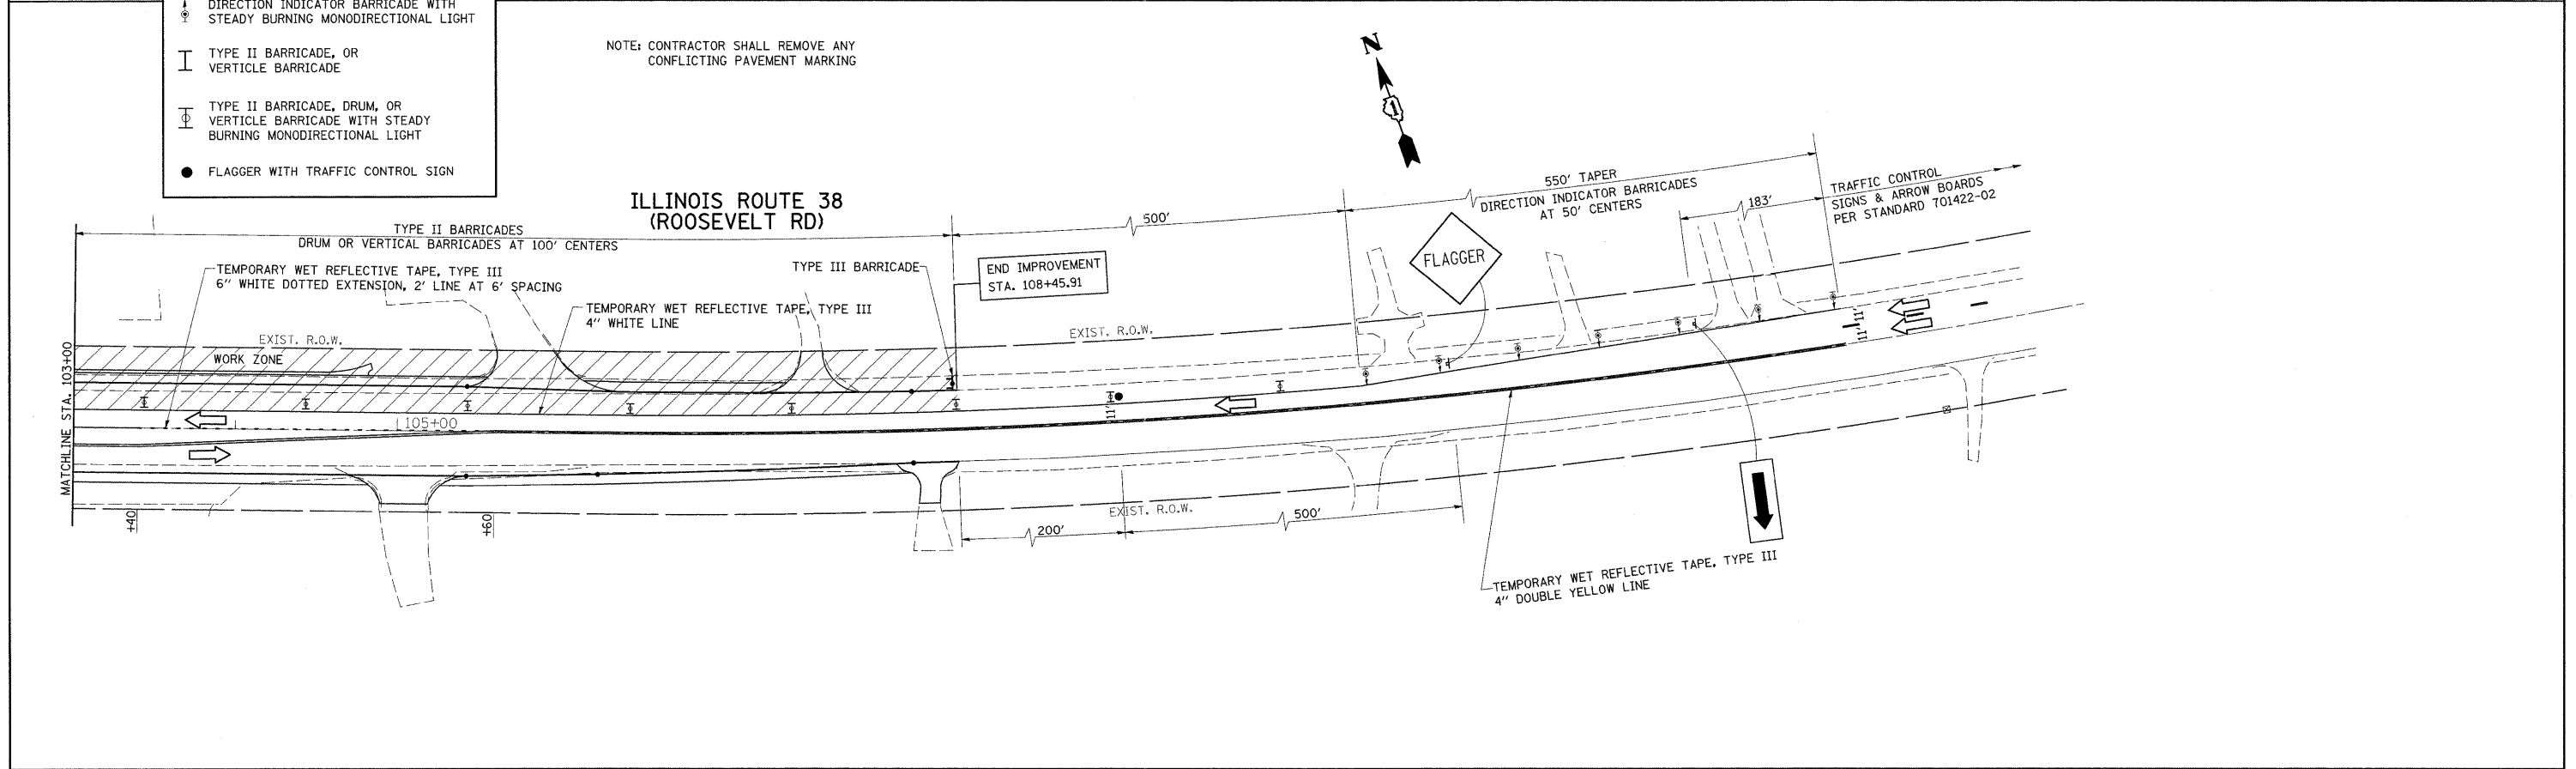 DIRECTION INDICATOR BARRICADE WITH
STEADY BURNING MONODIRECTIONAL LIGHT
TYPE II BARRICADE, OR
VERTICLE BARRICADE
TYPE II BARRICADE, DRUM, OR
VERTICLE BARRICADE WITH STEADY
BURNING MONODIRECTIONAL LIGHT
FLAGGER WITH TRAFFIC CONTROL SIGN
NOTE: CONTRACTOR SHALL REMOVE ANY
CONFLICTING PAVEMENT MARKING
N
1
ILLINOIS ROUTE 38
(ROOSEVELT RD)
TYPE II BARRICADES
DRUM OR VERTICAL BARRICADES AT 100' CENTERS
500'
550' TAPER
DIRECTION INDICATOR BARRICADES
AT 50' CENTERS
183'
TRAFFIC CONTROL
SIGNS & ARROW BOARDS
PER STANDARD 701422-02
TEMPORARY WET REFLECTIVE TAPE, TYPE III
6" WHITE DOTTED EXTENSION, 2' LINE AT 6' SPACING
TYPE III BARRICADE
END IMPROVEMENT
STA. 108+45.91
FLAGGER
TEMPORARY WET REFLECTIVE TAPE, TYPE III
4" WHITE LINE
EXIST. R.O.W.
EXIST. R.O.W.
WORK ZONE
MATCHLINE STA. 103+00
105+00
11'
11'
11'
+40
+60
EXIST. R.O.W.
200'
500'
TEMPORARY WET REFLECTIVE TAPE, TYPE III
4" DOUBLE YELLOW LINE